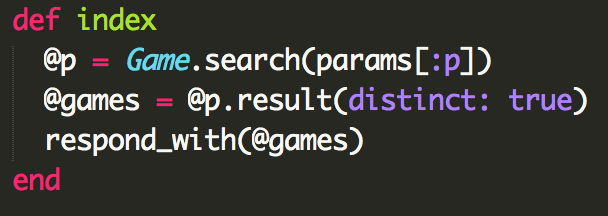 def index
  @p = Game.search(params[:p])
  @games = @p.result(distinct: true)
  respond_with(@games)
end